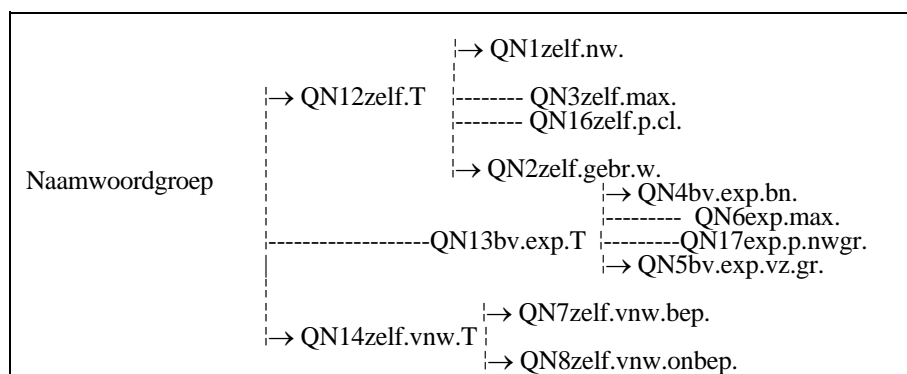 → QN1zelf.nw.
→ QN12zelf.T -------- QN3zelf.max.
-------- QN16zelf.p.cl.
→ QN2zelf.gebr.w.
Naamwoordgroep → QN4bv.exp.bn.
--------- QN6exp.max.
-------------------QN13bv.exp.T ---------QN17exp.p.nwgr.
→ QN5bv.exp.vz.gr.
→ QN7zelf.vnw.bep.
→ QN14zelf.vnw.T
→ QN8zelf.vnw.onbep.